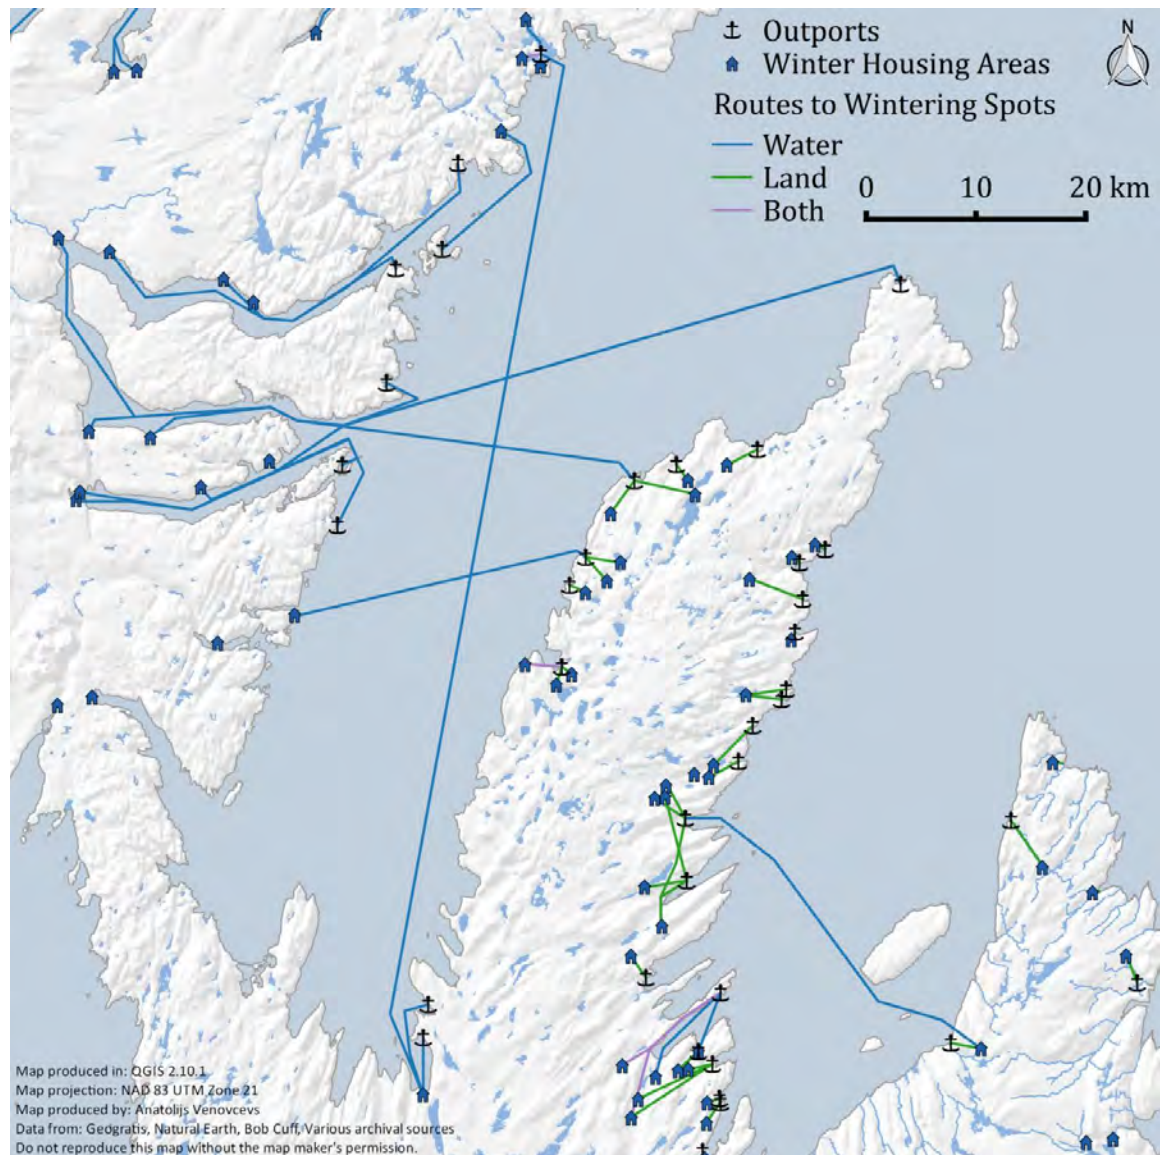 Outports
Winter Housing Areas
N
Routes to Wintering Spots
Water
Land
Both
0 10 20 km
Map produced in: QGIS 2.10.1
Map projection: NAD 83 UTM Zone 21
Map produced by: Anatolijs Venovcevs
Data from: Geogratis, Natural Earth, Bob Cuff, Various archival sources
Do not reproduce this map without the map maker's permission.